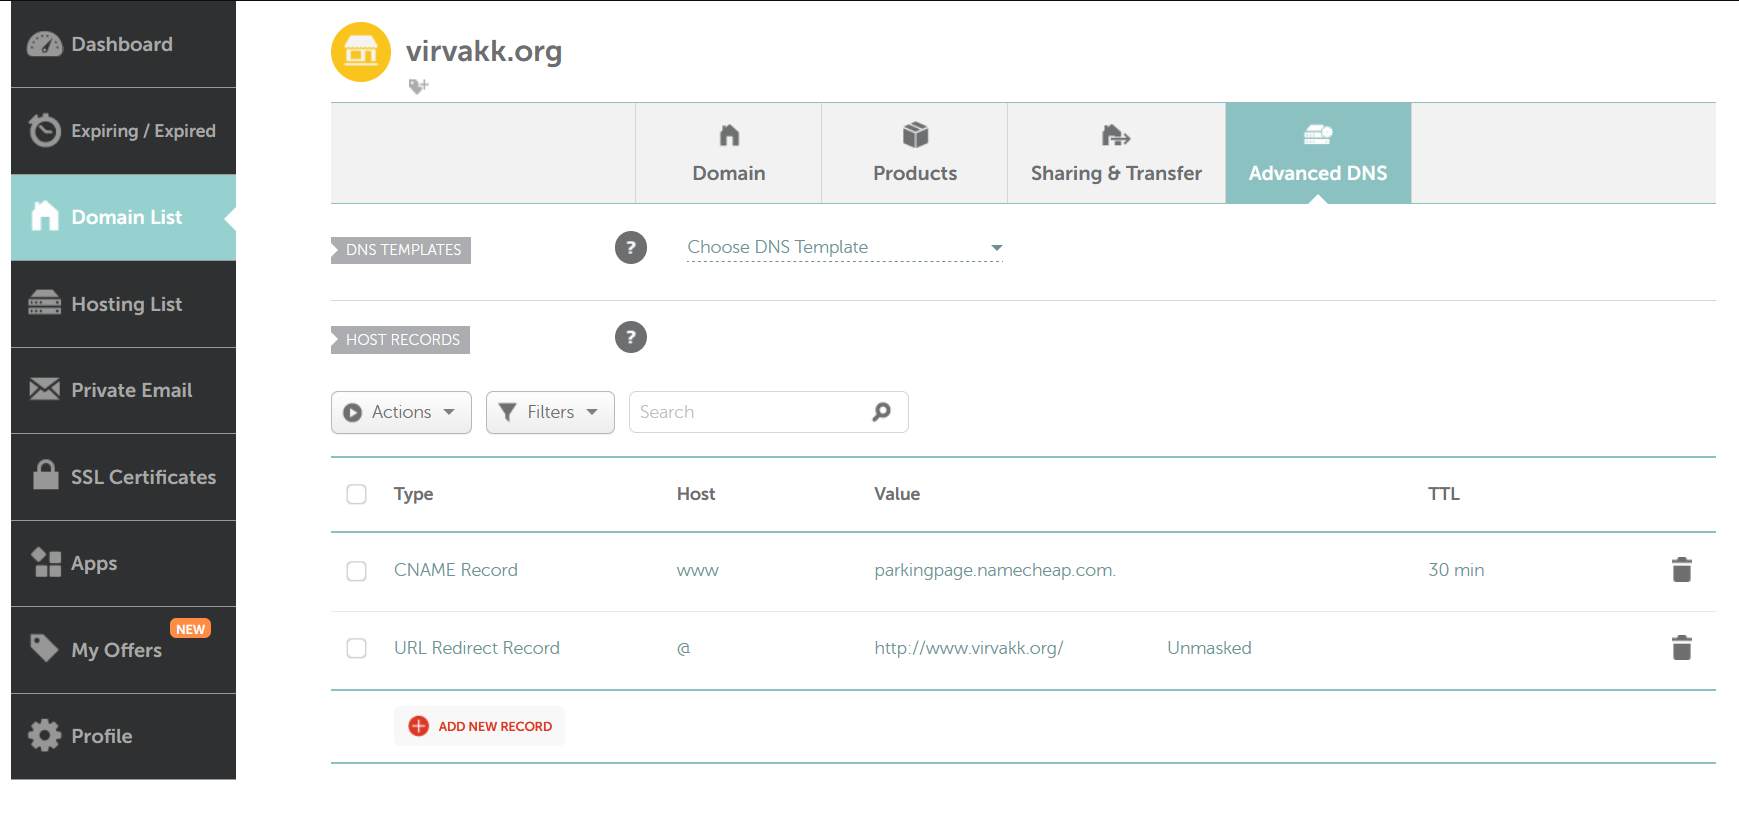 Dashboard
Expiring / Expired
Domain List
Hosting List
Private Email
SSL Certificates
Apps
NEW
My Offers
Profile
virvakk.org
Domain
Products
Sharing & Transfer
Advanced DNS
DNS TEMPLATES
?
Choose DNS Template
HOST RECORDS
?
Actions
Filters
Search
Type Host Value TTL
CNAME Record www parkingpage.namecheap.com. 30 min
URL Redirect Record @ http://www.virvakk.org/ Unmasked
ADD NEW RECORD